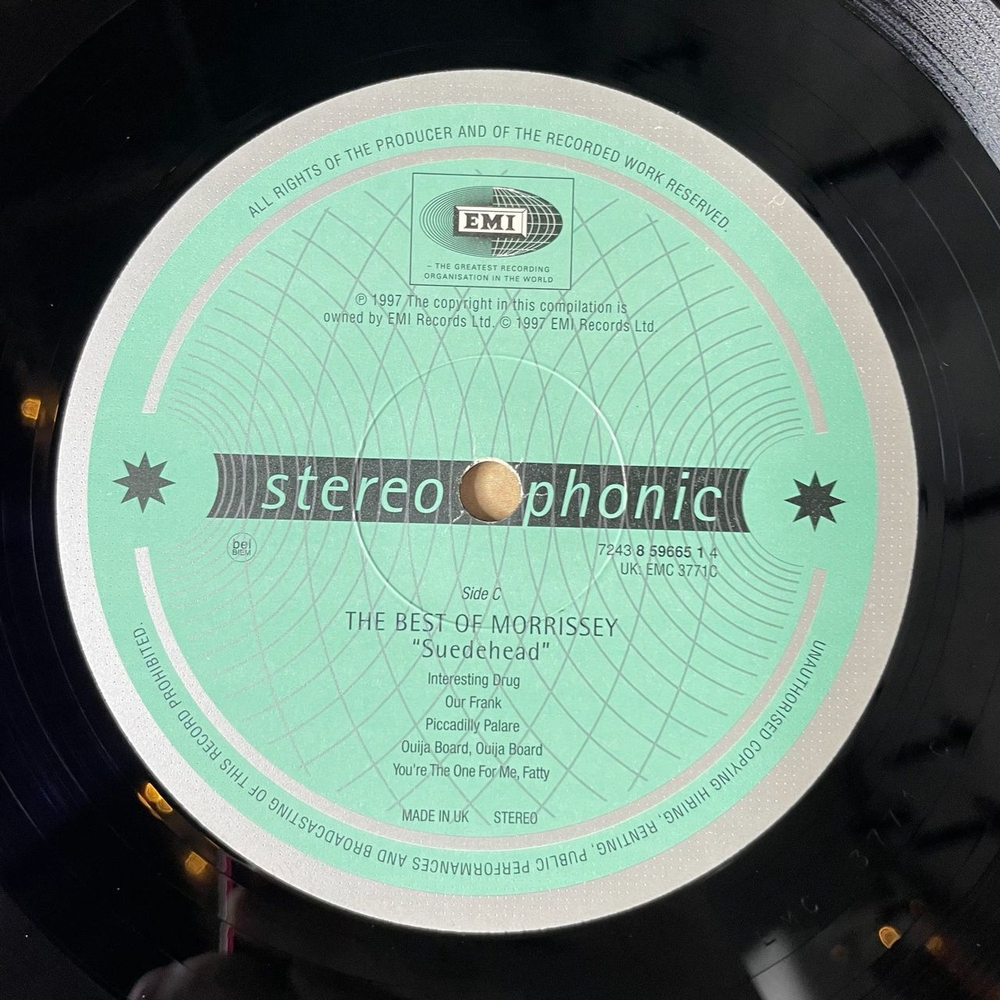 ALL RIGHTS OF THE PRODUCER AND OF THE RECORDED WORK RESERVED.
EMI
– THE GREATEST RECORDING
ORGANISATION IN THE WORLD
℗ 1997 The copyright in this compilation is
owned by EMI Records Ltd. © 1997 EMI Records Ltd.
stereo phonic
bel
BIEM
7243 8 59665 1 4
UK: EMC 3771C
Side C
THE BEST OF MORRISSEY
"Suedehead"
Interesting Drug
Our Frank
Piccadilly Palare
Ouija Board, Ouija Board
You're The One For Me, Fatty
MADE IN UK STEREO
UNAUTHORISED COPYING HIRING, RENTING, PUBLIC PERFORMANCES AND BROADCASTING OF THIS RECORD PROHIBITED.